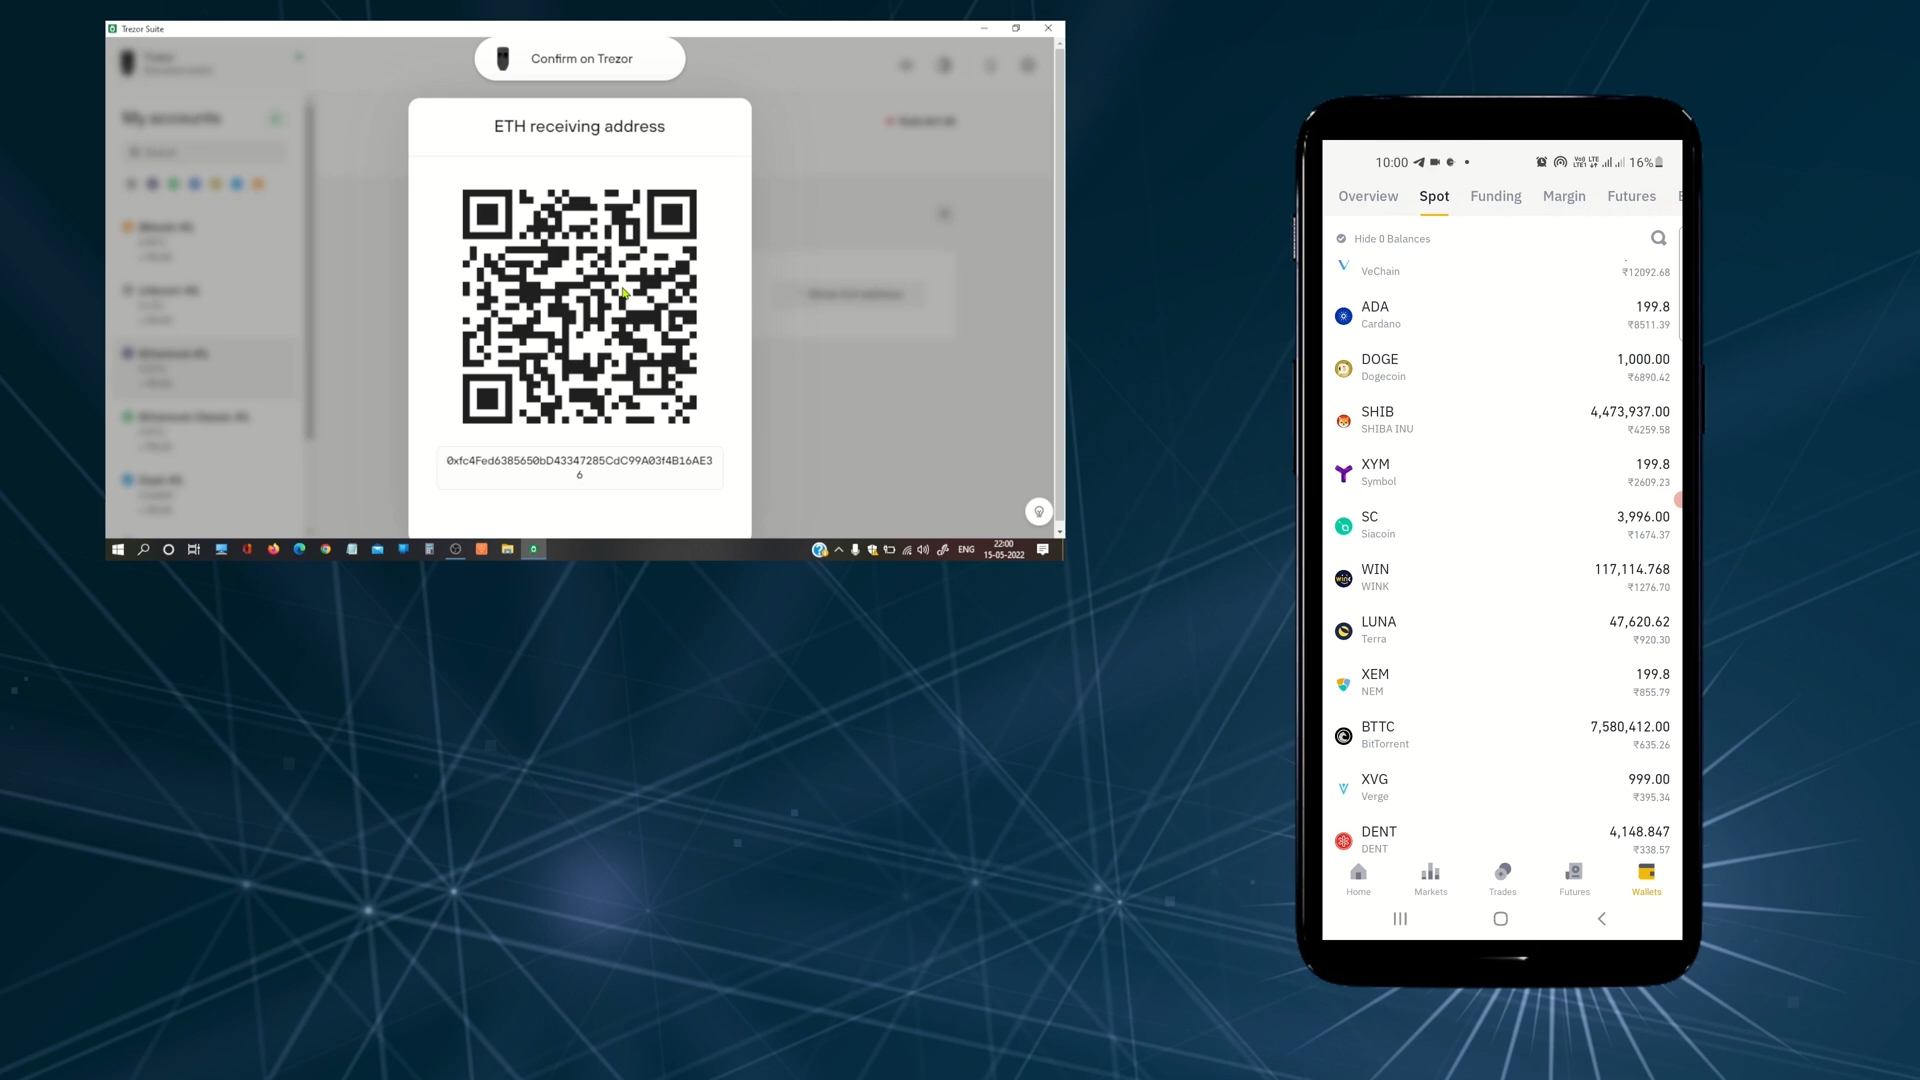 Trezor Suite
Confirm on Trezor
My accounts
ETH receiving address
0xfc4Fed6385650bD43347285CdC99A03f4B16AE3
6
ENG
22:00
15-05-2022
10:00
16%
Overview Spot Funding Margin Futures
Hide 0 Balances
VeChain ₹12092.68
ADA 199.8
Cardano ₹8511.39
DOGE 1,000.00
Dogecoin ₹6890.42
SHIB 4,473,937.00
SHIBA INU ₹4259.58
XYM 199.8
Symbol ₹2609.23
SC 3,996.00
Siacoin ₹1674.37
WIN 117,114.768
WINK ₹1276.70
LUNA 47,620.62
Terra ₹920.30
XEM 199.8
NEM ₹855.79
BTTC 7,580,412.00
BitTorrent ₹635.26
XVG 999.00
Verge ₹395.34
DENT 4,148.847
DENT ₹338.57
Home Markets Trades Futures Wallets